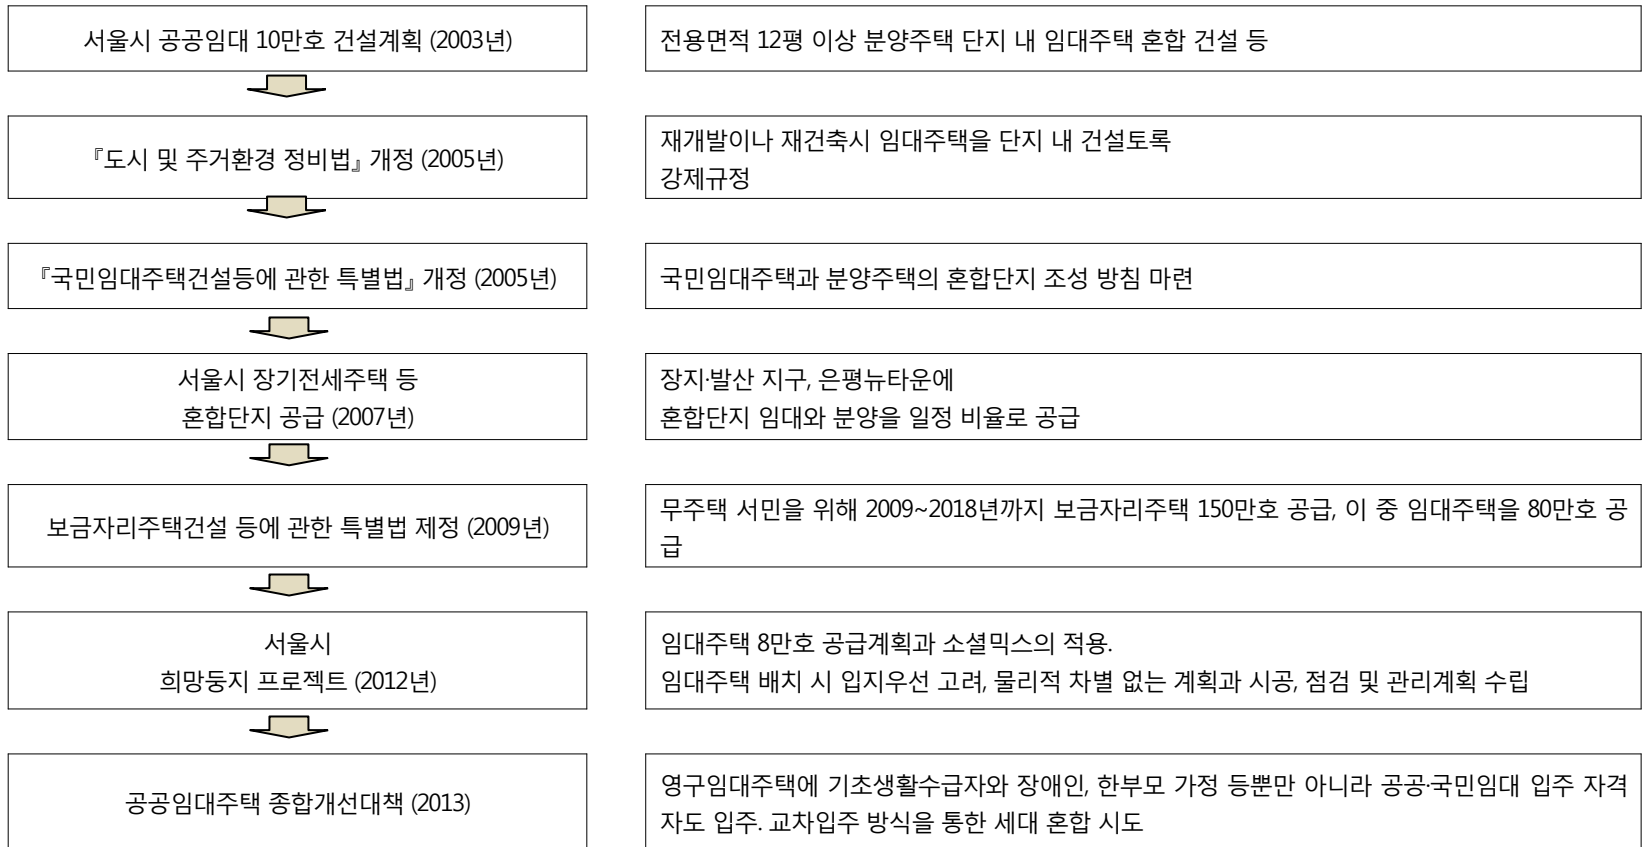 서울시 공공임대 10만호 건설계획 (2003년)
전용면적 12평 이상 분양주택 단지 내 임대주택 혼합 건설 등
『도시 및 주거환경 정비법』 개정 (2005년)
재개발이나 재건축시 임대주택을 단지 내 건설토록
강제규정
『국민임대주택건설등에 관한 특별법』 개정 (2005년)
국민임대주택과 분양주택의 혼합단지 조성 방침 마련
서울시 장기전세주택 등
혼합단지 공급 (2007년)
장지·발산 지구, 은평뉴타운에
혼합단지 임대와 분양을 일정 비율로 공급
보금자리주택건설 등에 관한 특별법 제정 (2009년)
무주택 서민을 위해 2009~2018년까지 보금자리주택 150만호 공급, 이 중 임대주택을 80만호 공
급
서울시
희망둥지 프로젝트 (2012년)
임대주택 8만호 공급계획과 소셜믹스의 적용.
임대주택 배치 시 입지우선 고려, 물리적 차별 없는 계획과 시공, 점검 및 관리계획 수립
공공임대주택 종합개선대책 (2013)
영구임대주택에 기초생활수급자와 장애인, 한부모 가정 등뿐만 아니라 공공·국민임대 입주 자격
자도 입주. 교차입주 방식을 통한 세대 혼합 시도